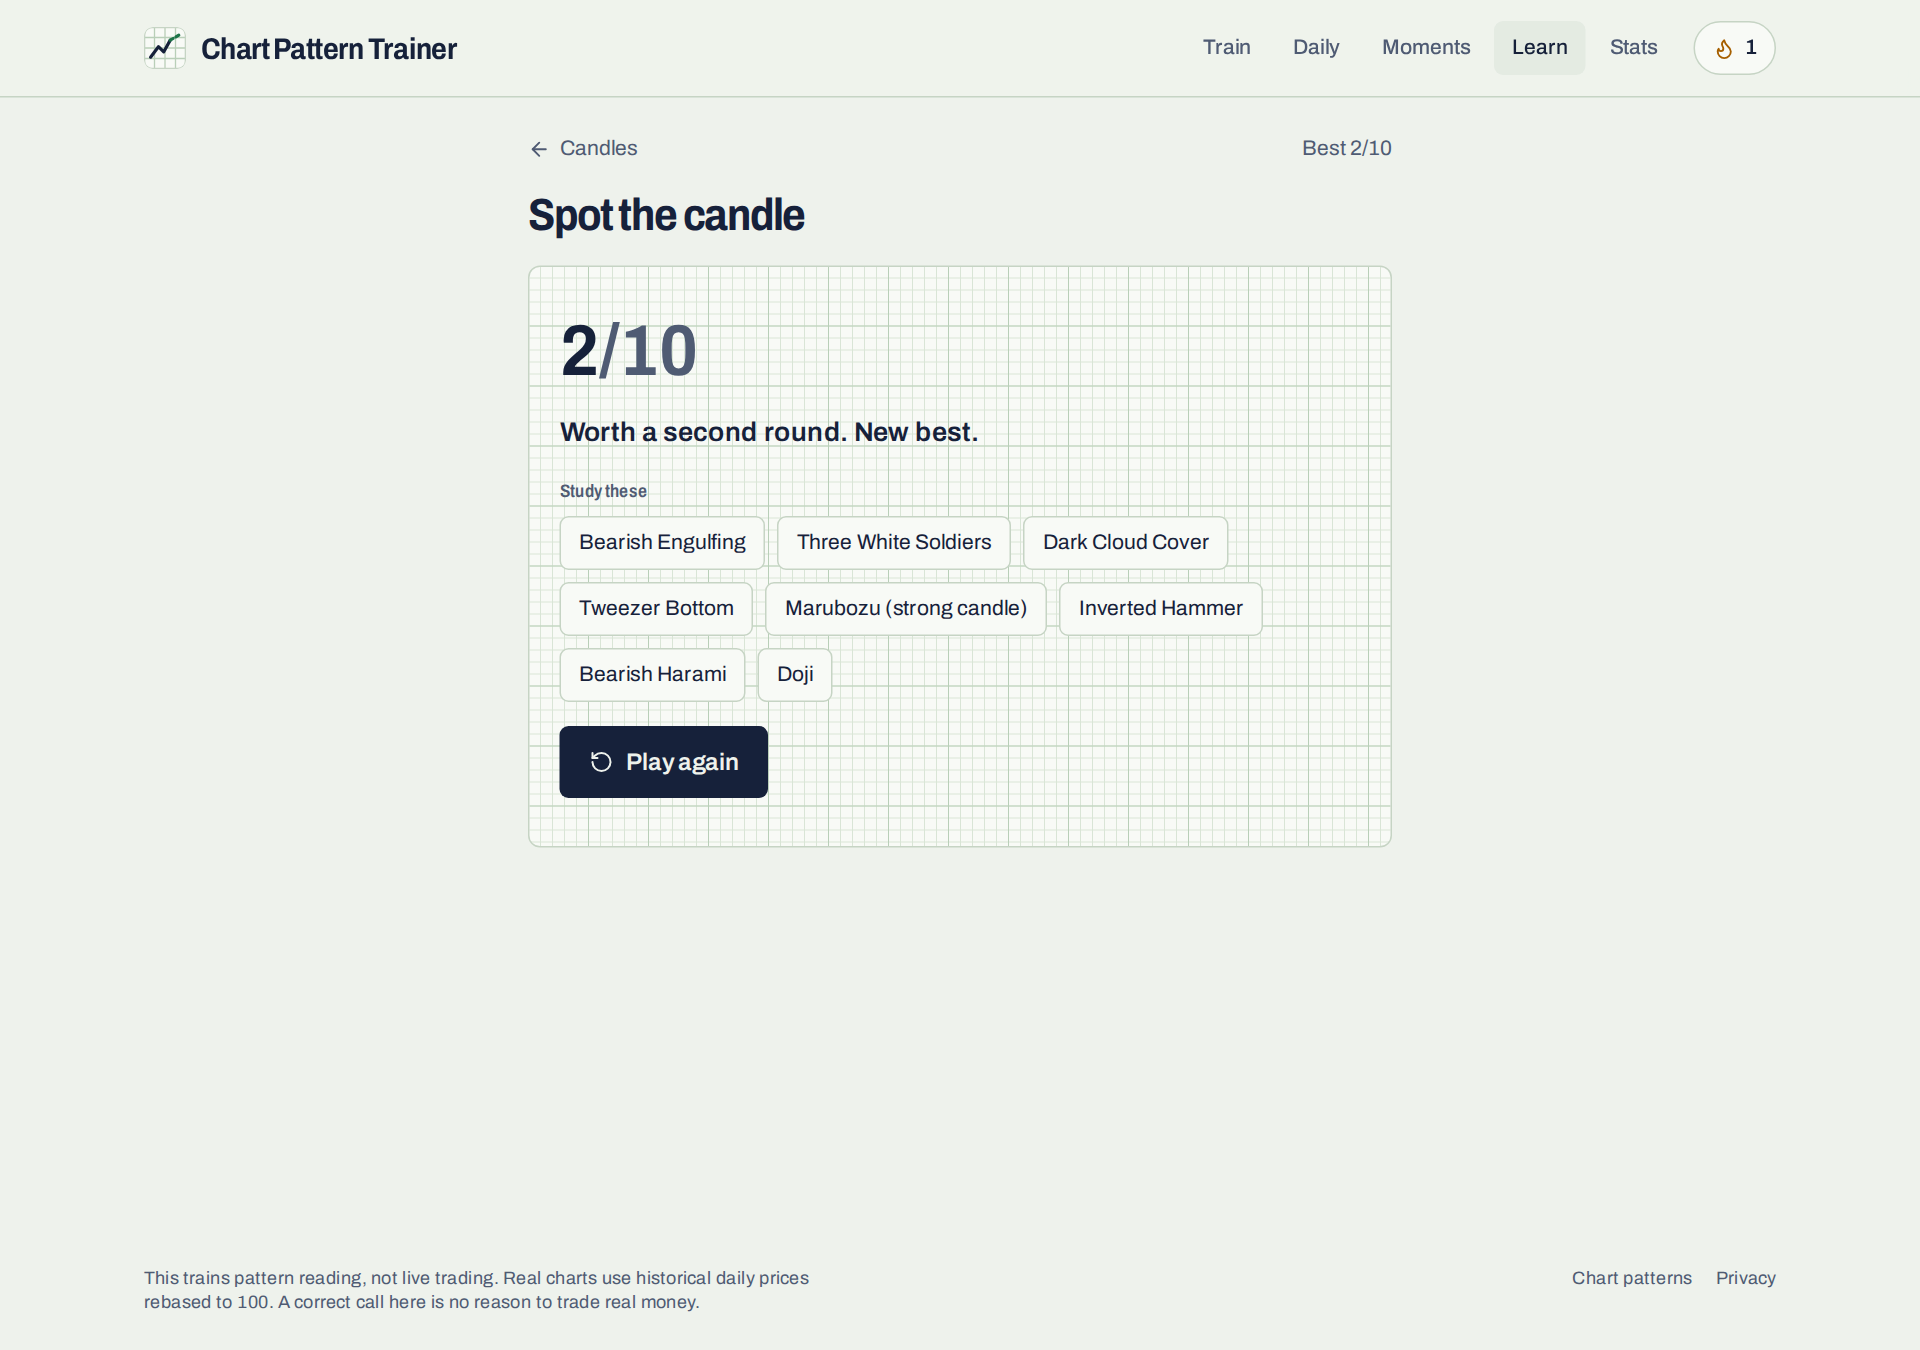 Chart Pattern Trainer
Train
Daily
Moments
Learn
Stats
1
Candles
Best 2/10
Spot the candle
2/10
Worth a second round. New best.
Study these
Bearish Engulfing
Three White Soldiers
Dark Cloud Cover
Tweezer Bottom
Marubozu (strong candle)
Inverted Hammer
Bearish Harami
Doji
Play again
This trains pattern reading, not live trading. Real charts use historical daily prices
rebased to 100. A correct call here is no reason to trade real money.
Chart patterns
Privacy